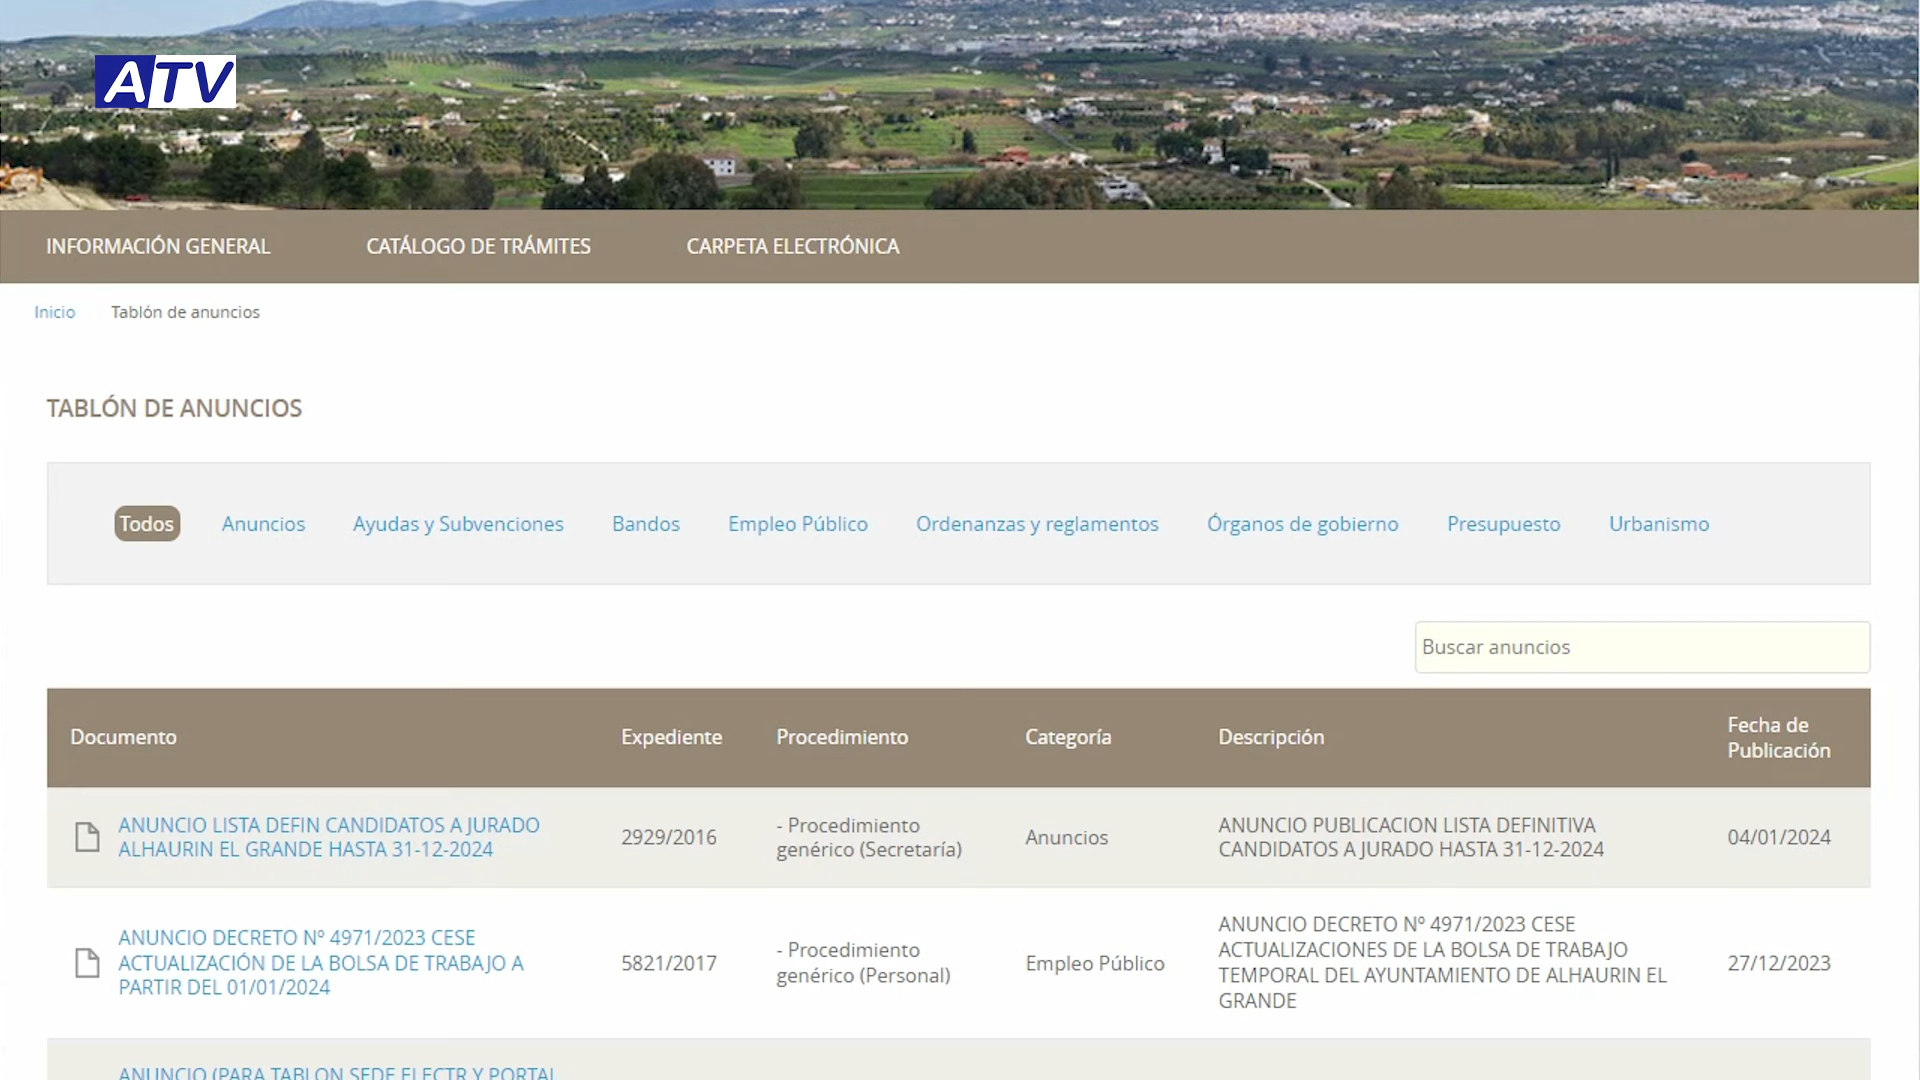 ATV
INFORMACIÓN GENERAL
CATÁLOGO DE TRÁMITES
CARPETA ELECTRÓNICA
Inicio
Tablón de anuncios
TABLÓN DE ANUNCIOS
Todos
Anuncios
Ayudas y Subvenciones
Bandos
Empleo Público
Ordenanzas y reglamentos
Órganos de gobierno
Presupuesto
Urbanismo
Buscar anuncios
Documento
Expediente
Procedimiento
Categoría
Descripción
Fecha de
Publicación
ANUNCIO LISTA DEFIN CANDIDATOS A JURADO
ALHAURIN EL GRANDE HASTA 31-12-2024
2929/2016
- Procedimiento
genérico (Secretaría)
Anuncios
ANUNCIO PUBLICACION LISTA DEFINITIVA
CANDIDATOS A JURADO HASTA 31-12-2024
04/01/2024
ANUNCIO DECRETO Nº 4971/2023 CESE
ACTUALIZACIÓN DE LA BOLSA DE TRABAJO A
PARTIR DEL 01/01/2024
5821/2017
- Procedimiento
genérico (Personal)
Empleo Público
ANUNCIO DECRETO Nº 4971/2023 CESE
ACTUALIZACIONES DE LA BOLSA DE TRABAJO
TEMPORAL DEL AYUNTAMIENTO DE ALHAURIN EL
GRANDE
27/12/2023
ANUNCIO (PARA TABLON SEDE ELECTR Y PORTAL